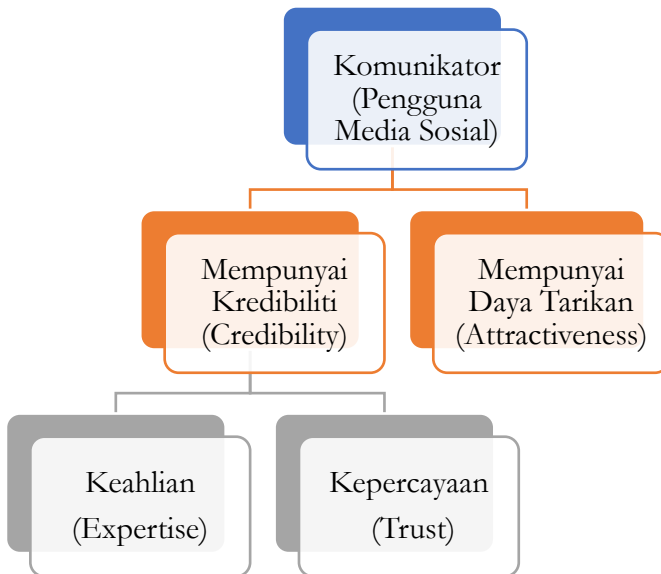 Komunikator
(Pengguna
Media Sosial)
Mempunyai
Kredibiliti
(Credibility)
Mempunyai
Daya Tarikan
(Attractiveness)
Keahlian
(Expertise)
Kepercayaan
(Trust)